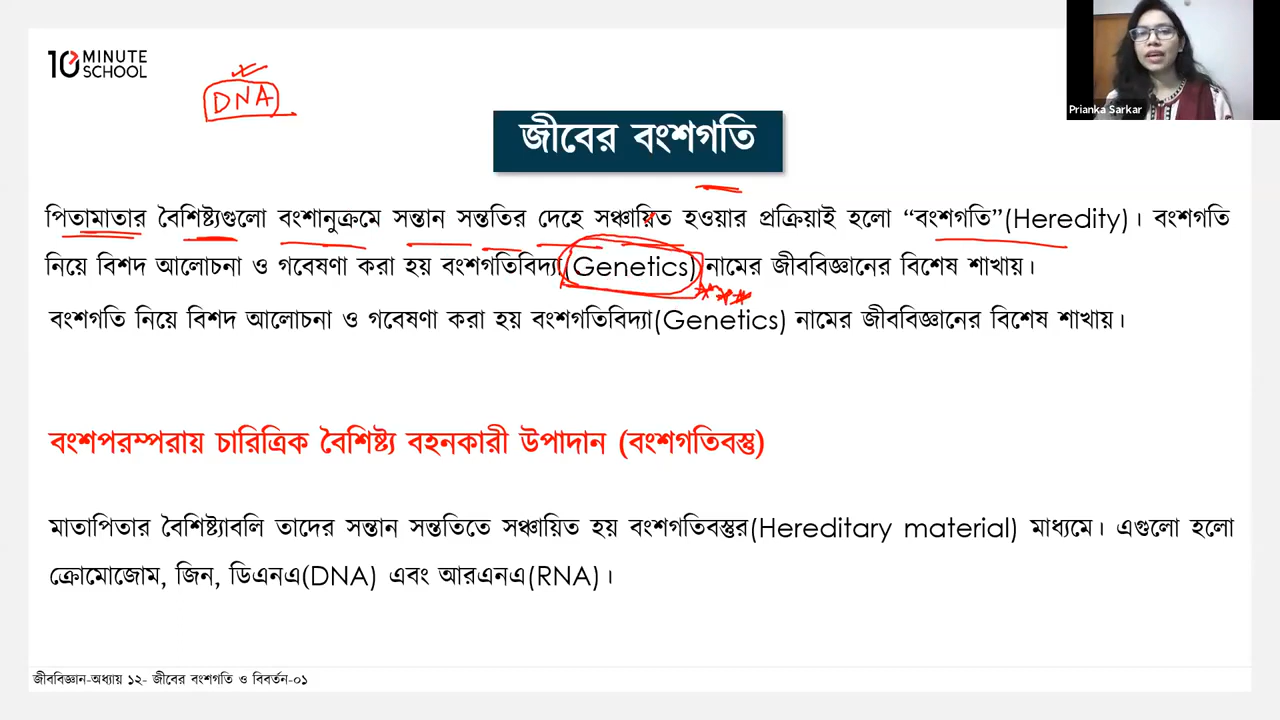 10 MINUTE
SCHOOL
DNA
Prianka Sarkar
জীবের বংশগতি
পিতামাতার বৈশিষ্ট্যগুলো বংশানুক্রমে সন্তান সন্ততির দেহে সঞ্চায়িত হওয়ার প্রক্রিয়াই হলো “বংশগতি”(Heredity)। বংশগতি
নিয়ে বিশদ আলোচনা ও গবেষণা করা হয় বংশগতিবিদ্যা(Genetics) নামের জীববিজ্ঞানের বিশেষ শাখায়।
বংশগতি নিয়ে বিশদ আলোচনা ও গবেষণা করা হয় বংশগতিবিদ্যা(Genetics) নামের জীববিজ্ঞানের বিশেষ শাখায়।
বংশপরম্পরায় চারিত্রিক বৈশিষ্ট্য বহনকারী উপাদান (বংশগতিবস্তু)
মাতাপিতার বৈশিষ্ট্যাবলি তাদের সন্তান সন্ততিতে সঞ্চায়িত হয় বংশগতিবস্তুর(Hereditary material) মাধ্যমে। এগুলো হলো
ক্রোমোজোম, জিন, ডিএনএ(DNA) এবং আরএনএ(RNA)।
জীববিজ্ঞান-অধ্যায় ১২- জীবের বংশগতি ও বিবর্তন-০১